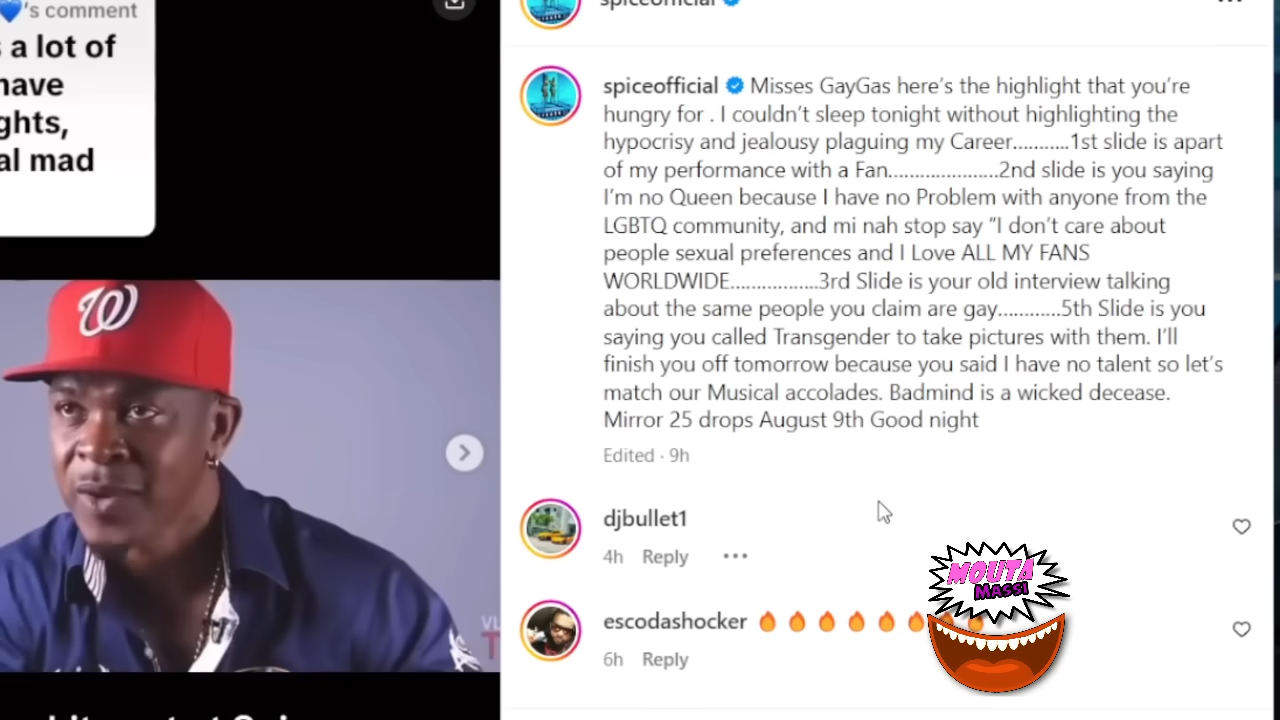 's comment
a lot of
have
ghts,
al mad
W
spiceofficial
spiceofficial Misses GayGas here's the highlight that you're
hungry for . I couldn't sleep tonight without highlighting the
hypocrisy and jealousy plaguing my Career...........1st slide is apart
of my performance with a Fan......................2nd slide is you saying
I'm no Queen because I have no Problem with anyone from the
LGBTQ community, and mi nah stop say "I don't care about
people sexual preferences and I Love ALL MY FANS
WORLDWIDE.................3rd Slide is your old interview talking
about the same people you claim are gay............5th Slide is you
saying you called Transgender to take pictures with them. I'll
finish you off tomorrow because you said I have no talent so let's
match our Musical accolades. Badmind is a wicked decease.
Mirror 25 drops August 9th Good night
Edited · 9h
djbullet1
4h Reply
escodashocker 🔥🔥🔥🔥🔥🔥🔥🔥
6h Reply
MOUTA
MASSI